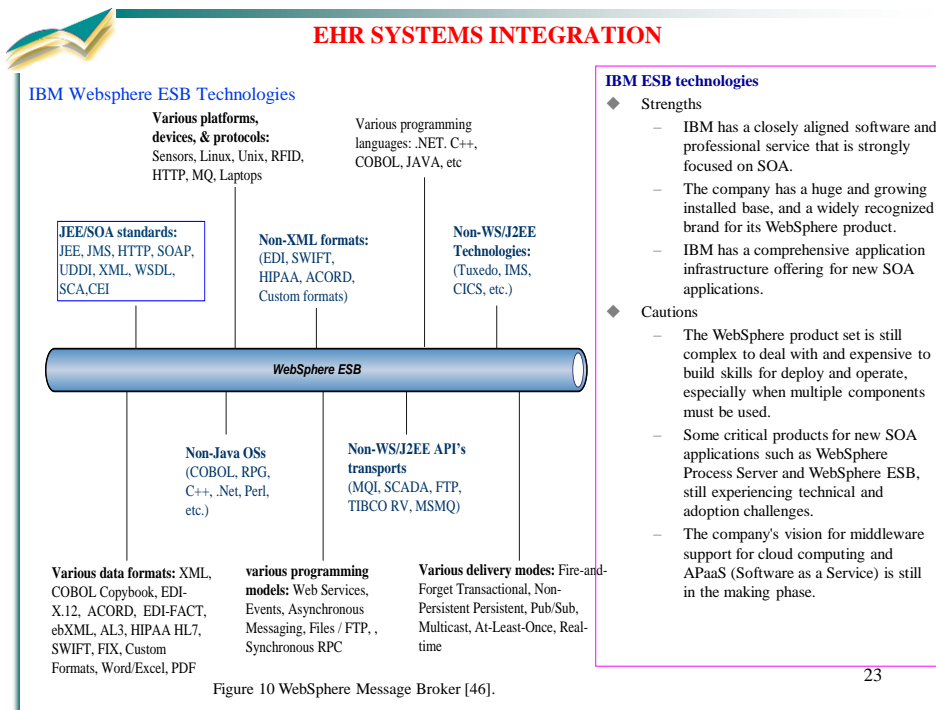 EHR SYSTEMS INTEGRATION
IBM Websphere ESB Technologies
Various platforms,
devices, & protocols:
Sensors, Linux, Unix, RFID,
HTTP, MQ, Laptops
Various programming
languages: .NET. C++,
COBOL, JAVA, etc
JEE/SOA standards:
JEE, JMS, HTTP, SOAP,
UDDI, XML, WSDL,
SCA,CEI
Non-XML formats:
(EDI, SWIFT,
HIPAA, ACORD,
Custom formats)
Non-WS/J2EE
Technologies:
(Tuxedo, IMS,
CICS, etc.)
WebSphere ESB
Non-Java OSs
(COBOL, RPG,
C++, .Net, Perl,
etc.)
Non-WS/J2EE API's
transports
(MQI, SCADA, FTP,
TIBCO RV, MSMQ)
Various data formats: XML,
COBOL Copybook, EDI-
X.12, ACORD, EDI-FACT,
ebXML, AL3, HIPAA HL7,
SWIFT, FIX, Custom
Formats, Word/Excel, PDF
various programming
models: Web Services,
Events, Asynchronous
Messaging, Files / FTP, ,
Synchronous RPC
Various delivery modes: Fire-and-
Forget Transactional, Non-
Persistent Persistent, Pub/Sub,
Multicast, At-Least-Once, Real-
time
Figure 10 WebSphere Message Broker [46].
IBM ESB technologies
◆ Strengths
– IBM has a closely aligned software and
professional service that is strongly
focused on SOA.
– The company has a huge and growing
installed base, and a widely recognized
brand for its WebSphere product.
– IBM has a comprehensive application
infrastructure offering for new SOA
applications.
◆ Cautions
– The WebSphere product set is still
complex to deal with and expensive to
build skills for deploy and operate,
especially when multiple components
must be used.
– Some critical products for new SOA
applications such as WebSphere
Process Server and WebSphere ESB,
still experiencing technical and
adoption challenges.
– The company's vision for middleware
support for cloud computing and
APaaS (Software as a Service) is still
in the making phase.
23